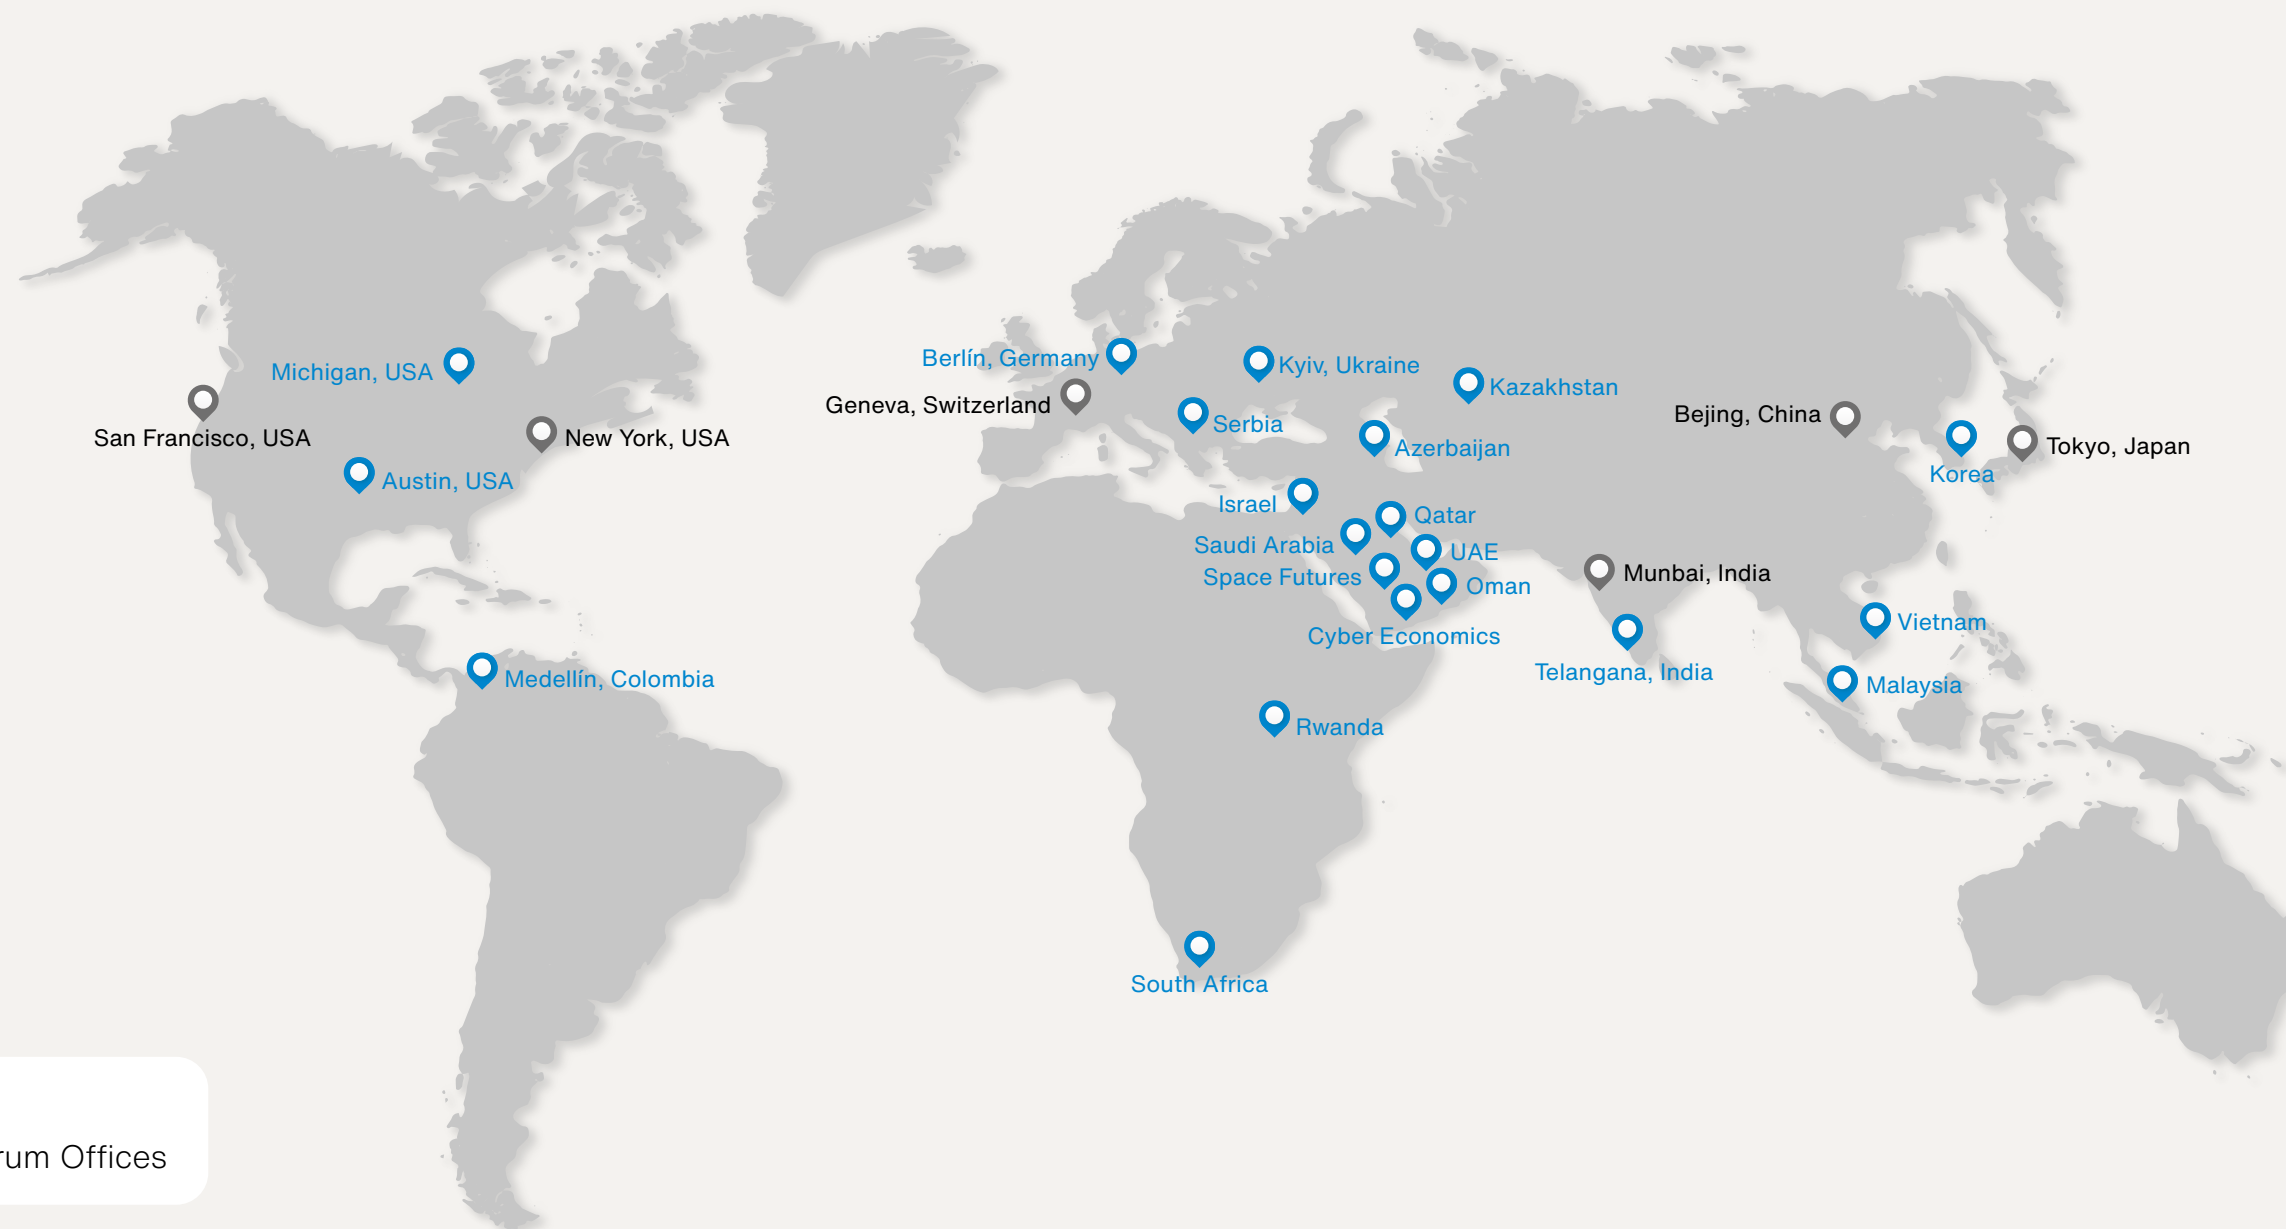 Michigan, USA
San Francisco, USA
New York, USA
Austin, USA
Medellín, Colombia
Berlín, Germany
Geneva, Switzerland
Kyiv, Ukraine
Serbia
Kazakhstan
Azerbaijan
Israel
Qatar
Saudi Arabia
UAE
Space Futures
Oman
Cyber Economics
Rwanda
South Africa
Bejing, China
Korea
Tokyo, Japan
Munbai, India
Telangana, India
Vietnam
Malaysia
rum Offices